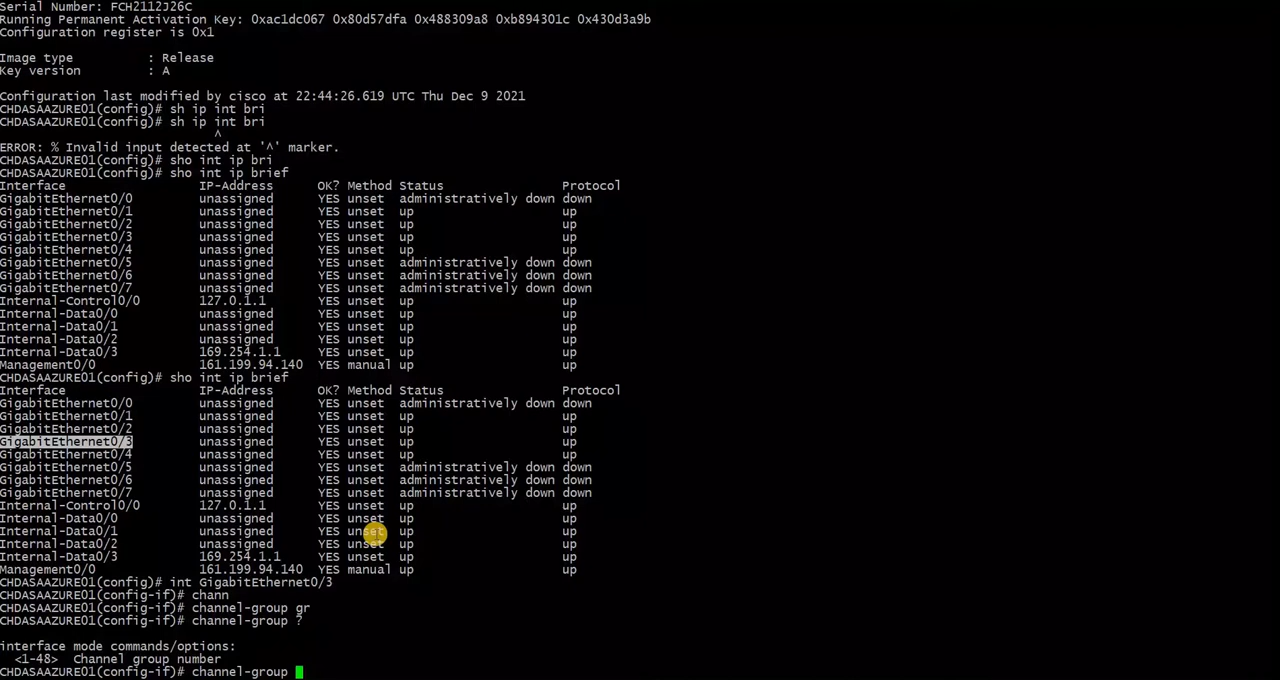 Serial Number: FCH2112J26C
Running Permanent Activation Key: 0xac1dc067 0x80d57dfa 0x488309a8 0xb894301c 0x430d3a9b
Configuration register is 0x1
Image type          : Release
Key version         : A
Configuration last modified by cisco at 22:44:26.619 UTC Thu Dec 9 2021
CHDASAAZURE01(config)# sh ip int bri
CHDASAAZURE01(config)# sh ip int bri
^
ERROR: % Invalid input detected at '^' marker.
CHDASAAZURE01(config)# sho int ip bri
CHDASAAZURE01(config)# sho int ip brief
Interface                  IP-Address      OK? Method Status                Protocol
GigabitEthernet0/0         unassigned      YES unset  administratively down down
GigabitEthernet0/1         unassigned      YES unset  up                    up
GigabitEthernet0/2         unassigned      YES unset  up                    up
GigabitEthernet0/3         unassigned      YES unset  up                    up
GigabitEthernet0/4         unassigned      YES unset  up                    up
GigabitEthernet0/5         unassigned      YES unset  administratively down down
GigabitEthernet0/6         unassigned      YES unset  administratively down down
GigabitEthernet0/7         unassigned      YES unset  administratively down down
Internal-Control0/0        127.0.1.1       YES unset  up                    up
Internal-Data0/0           unassigned      YES unset  up                    up
Internal-Data0/1           unassigned      YES unset  up                    up
Internal-Data0/2           unassigned      YES unset  up                    up
Internal-Data0/3           169.254.1.1     YES unset  up                    up
Management0/0              161.199.94.140  YES manual up                    up
CHDASAAZURE01(config)# sho int ip brief
Interface                  IP-Address      OK? Method Status                Protocol
GigabitEthernet0/0         unassigned      YES unset  administratively down down
GigabitEthernet0/1         unassigned      YES unset  up                    up
GigabitEthernet0/2         unassigned      YES unset  up                    up
GigabitEthernet0/3         unassigned      YES unset  up                    up
GigabitEthernet0/4         unassigned      YES unset  up                    up
GigabitEthernet0/5         unassigned      YES unset  administratively down down
GigabitEthernet0/6         unassigned      YES unset  administratively down down
GigabitEthernet0/7         unassigned      YES unset  administratively down down
Internal-Control0/0        127.0.1.1       YES unset  up                    up
Internal-Data0/0           unassigned      YES unset  up                    up
Internal-Data0/1           unassigned      YES unset  up                    up
Internal-Data0/2           unassigned      YES unset  up                    up
Internal-Data0/3           169.254.1.1     YES unset  up                    up
Management0/0              161.199.94.140  YES manual up                    up
CHDASAAZURE01(config)# int GigabitEthernet0/3
CHDASAAZURE01(config-if)# chann
CHDASAAZURE01(config-if)# channel-group gr
CHDASAAZURE01(config-if)# channel-group ?
interface mode commands/options:
<1-48>  Channel group number
CHDASAAZURE01(config-if)# channel-group